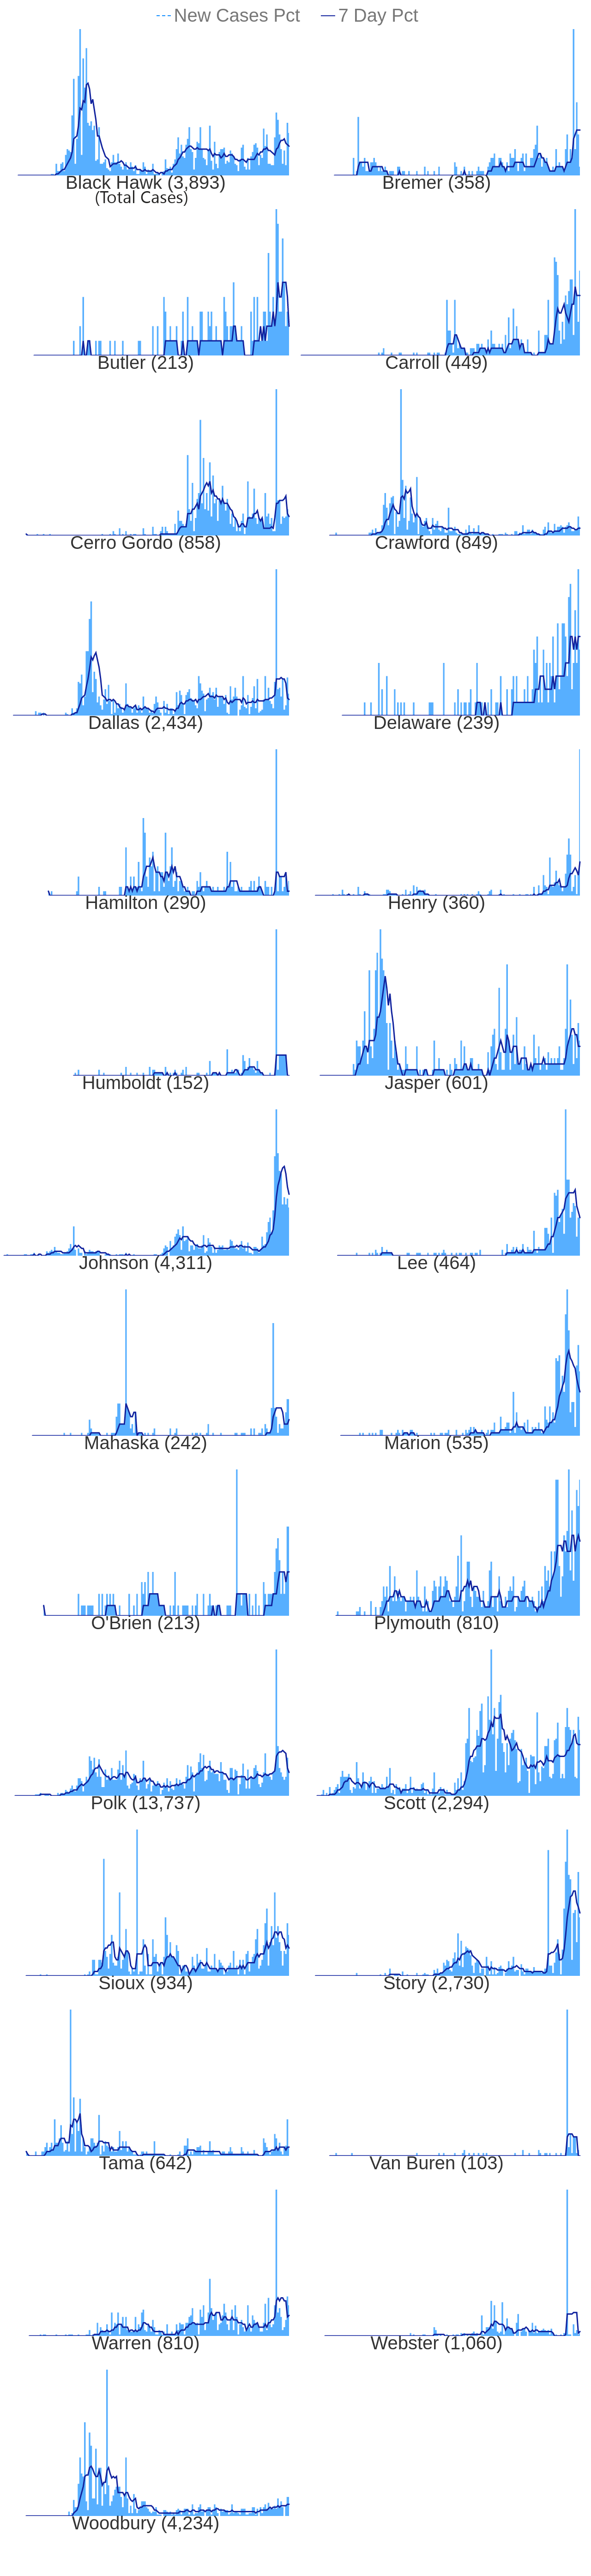 New Cases Pct 7 Day Pct
Black Hawk (3,893) Bremer (358)
(Total Cases)
Butler (213) Carroll (449)
Cerro Gordo (858) Crawford (849)
Dallas (2,434) Delaware (239)
Hamilton (290) Henry (360)
Humboldt (152) Jasper (601)
Johnson (4,311) Lee (464)
Mahaska (242) Marion (535)
O'Brien (213) Plymouth (810)
Polk (13,737) Scott (2,294)
Sioux (934) Story (2,730)
Tama (642) Van Buren (103)
Warren (810) Webster (1,060)
Woodbury (4,234)